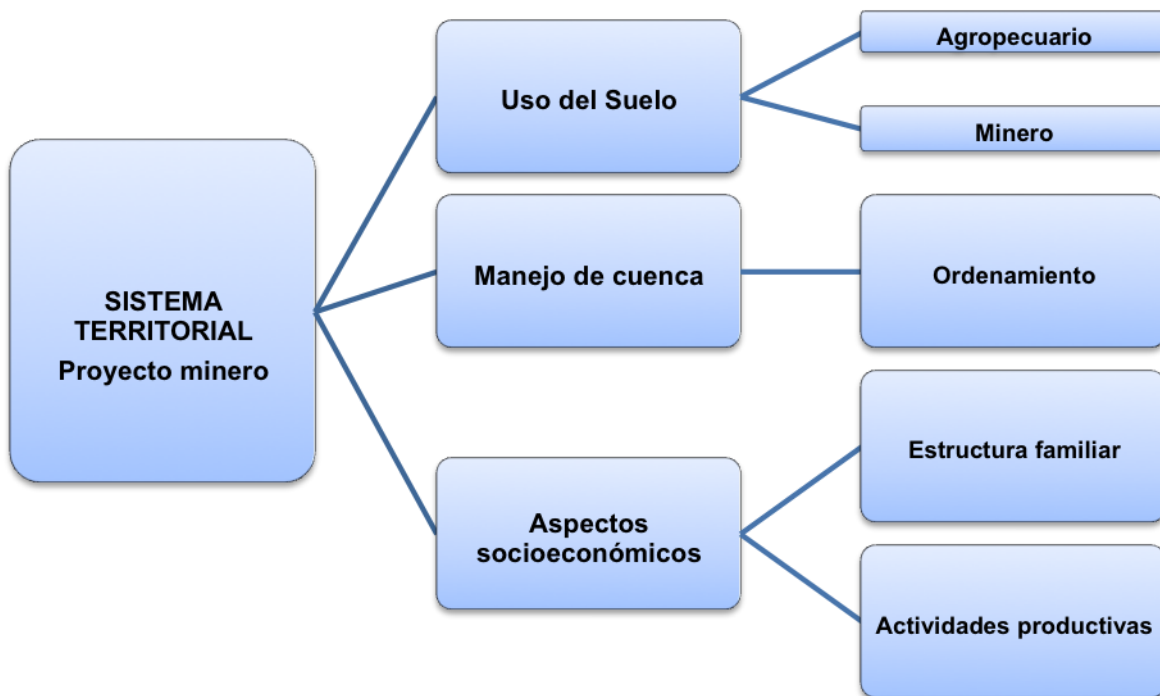 SISTEMA
TERRITORIAL
Proyecto minero
Uso del Suelo
Agropecuario
Minero
Manejo de cuenca
Ordenamiento
Aspectos
socioeconómicos
Estructura familiar
Actividades productivas